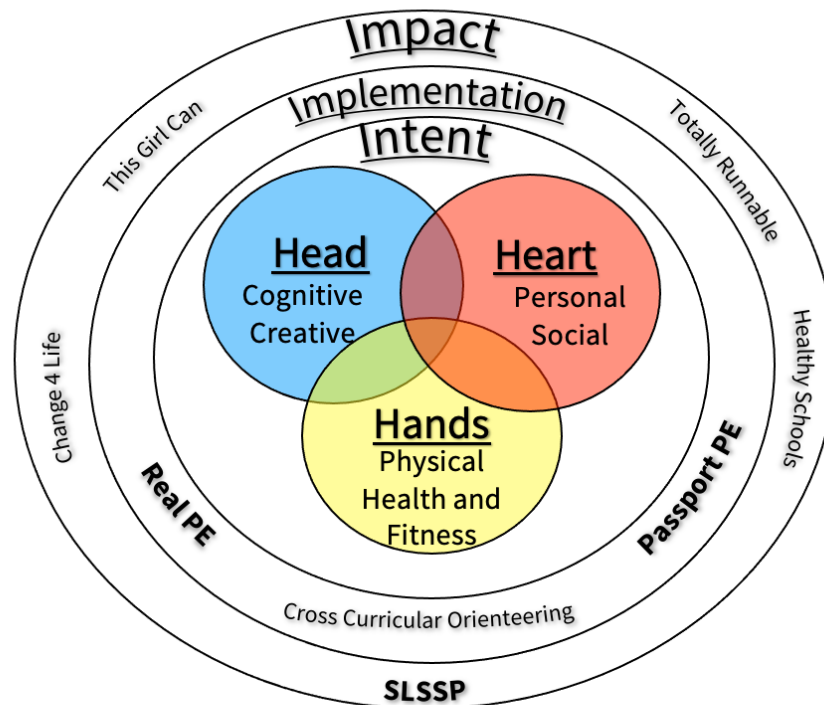 Impact
Implementation
Intent
This Girl Can
Totally Runnable
Head
Cognitive
Creative
Heart
Personal
Social
Change 4 Life
Healthy Schools
Hands
Physical
Health and
Fitness
Real PE
Passport PE
Cross Curricular Orienteering
SLSSP